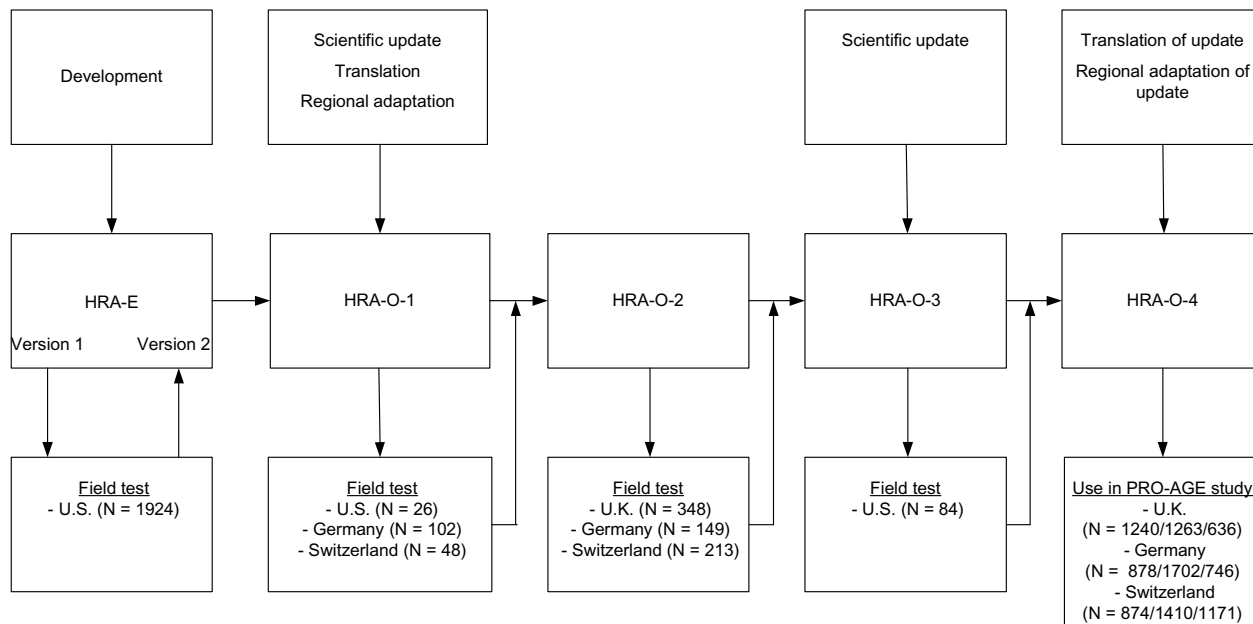 Development
Scientific update
Translation
Regional adaptation
Scientific update
Translation of update
Regional adaptation of
update
HRA-E
Version 1
Version 2
HRA-O-1
HRA-O-2
HRA-O-3
HRA-O-4
Field test
- U.S. (N = 1924)
Field test
- U.S. (N = 26)
- Germany (N = 102)
- Switzerland (N = 48)
Field test
- U.K. (N = 348)
- Germany (N = 149)
- Switzerland (N = 213)
Field test
- U.S. (N = 84)
Use in PRO-AGE study
- U.K.
(N = 1240/1263/636)
- Germany
(N =  878/1702/746)
- Switzerland
(N = 874/1410/1171)